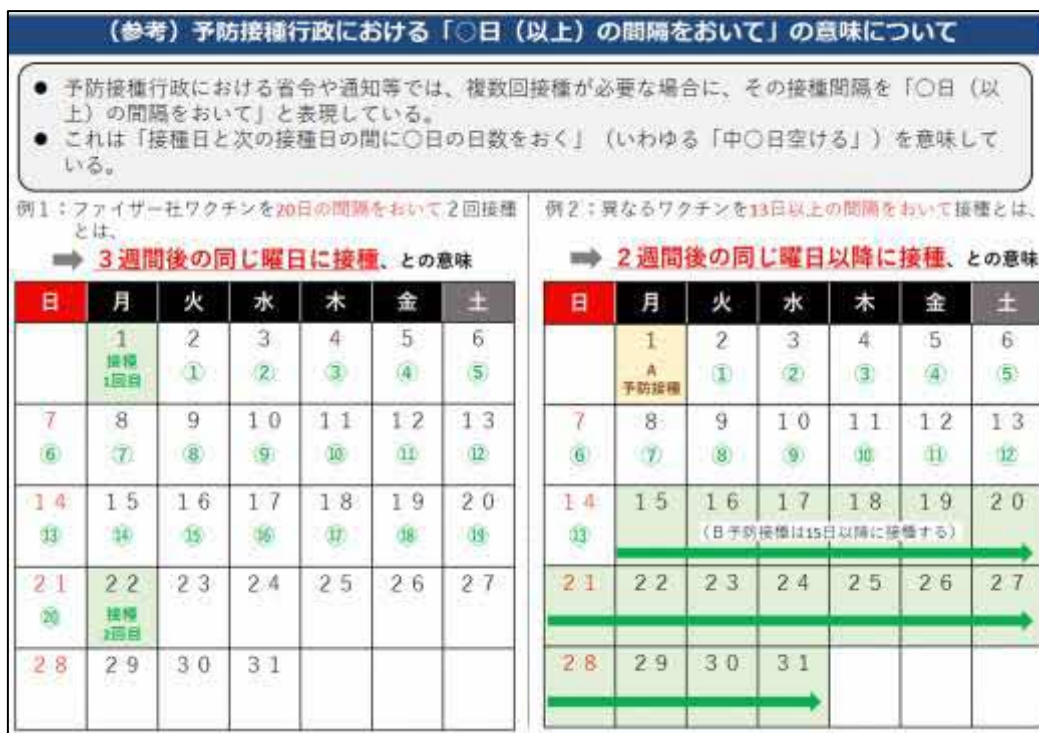 （参考）予防接種行政における「○日（以上）の間隔をおいて」の意味について
● 予防接種行政における省令や通知等では、複数回接種が必要な場合に、その接種間隔を「〇日（以
上）の間隔をおいて」と表現している。
● これは「接種日と次の接種日の間に〇日の日数をおく」（いわゆる「中〇日空ける」）を意味して
いる。
例１：ファイザー社ワクチンを20日の間隔をおいて２回接種
とは、
➡ ３週間後の同じ曜日に接種、との意味
日 月 火 水 木 金 土
1 2 3 4 5 6
接種 ① ② ③ ④ ⑤
1回目
7 8 9 10 11 12 13
⑥ ⑦ ⑧ ⑨ ⑩ ⑪ ⑫
14 15 16 17 18 19 20
⑬ ⑭ ⑮ ⑯ ⑰ ⑱ ⑲
21 22 23 24 25 26 27
⑳ 接種
2回目
28 29 30 31
例２：異なるワクチンを13日以上の間隔をおいて接種とは、
➡ ２週間後の同じ曜日以降に接種、との意味
日 月 火 水 木 金 土
1 2 3 4 5 6
A ① ② ③ ④ ⑤
予防接種
7 8 9 10 11 12 13
⑥ ⑦ ⑧ ⑨ ⑩ ⑪ ⑫
14 15 16 17 18 19 20
⑬ （B予防接種は15日以降に接種する）
21 22 23 24 25 26 27
28 29 30 31